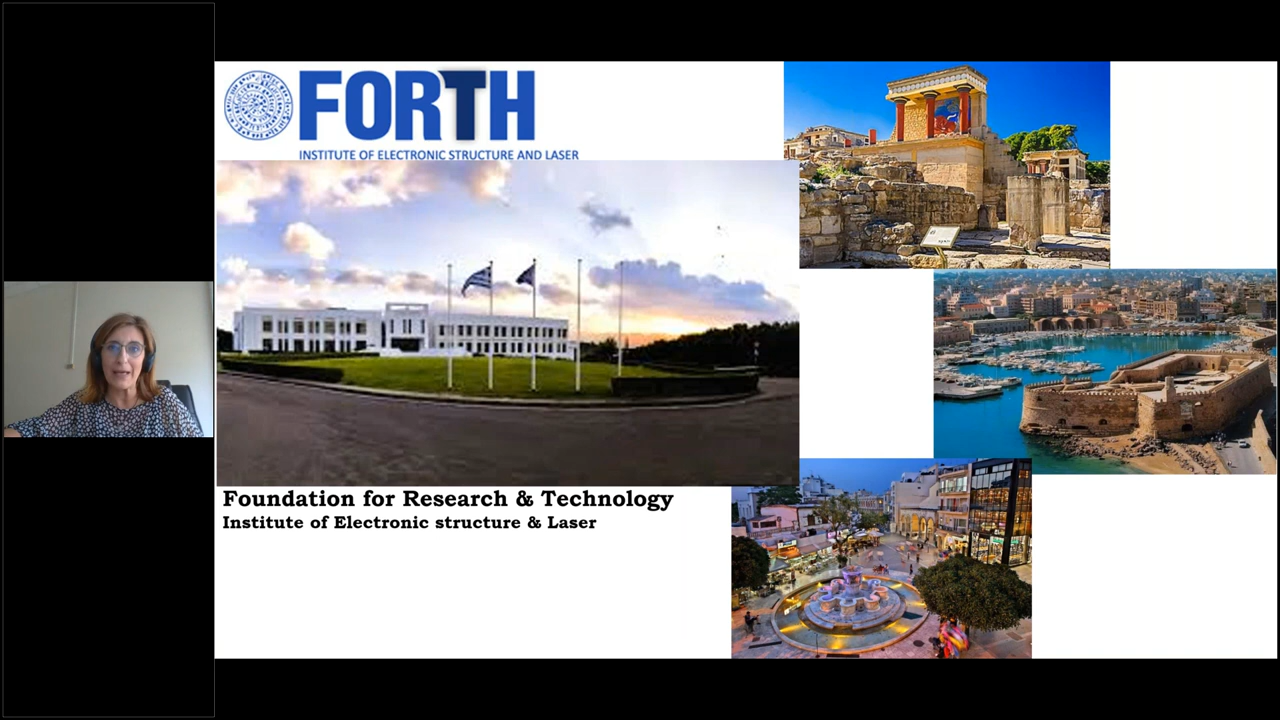 FORTH
INSTITUTE OF ELECTRONIC STRUCTURE AND LASER
Foundation for Research & Technology
Institute of Electronic structure & Laser